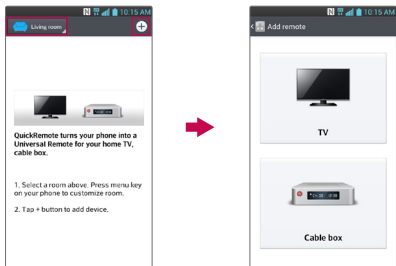 10:15 AM
Living room
QuickRemote turns your phone into a
Universal Remote for your home TV,
cable box.
1. Select a room above. Press menu key
on your phone to customize room.
2. Tap + button to add device.
10:15 AM
Add remote
TV
Cable box